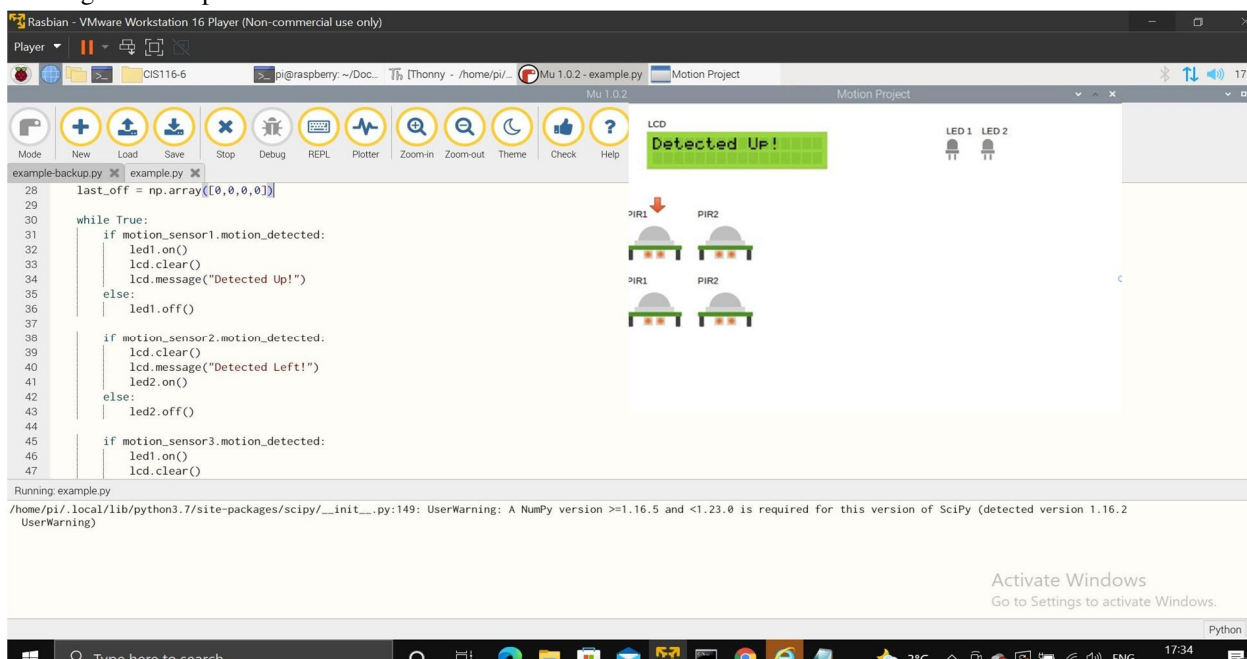 Rasbian - VMware Workstation 16 Player (Non-commercial use only)
Player
CIS116-6
pi@raspberry: ~/Doc...
[Thonny - /home/pi/...
Mu 1.0.2 - example.py
Motion Project
17
Mu 1.0.2
Motion Project
Mode
New
Load
Save
Stop
Debug
REPL
Plotter
Zoom-in
Zoom-out
Theme
Check
Help
LCD
Detected Up!
LED 1 LED 2
example-backup.py
example.py
28 last_off = np.array([0,0,0,0])
29
30 while True:
31 if motion_sensor1.motion_detected:
32 led1.on()
33 lcd.clear()
34 lcd.message("Detected Up!")
35 else:
36 led1.off()
37
38 if motion_sensor2.motion_detected:
39 lcd.clear()
40 lcd.message("Detected Left!")
41 led2.on()
42 else:
43 led2.off()
44
45 if motion_sensor3.motion_detected:
46 led1.on()
47 lcd.clear()
PIR1 PIR2
PIR1 PIR2
Running: example.py
/home/pi/.local/lib/python3.7/site-packages/scipy/__init__.py:149: UserWarning: A NumPy version >=1.16.5 and <1.23.0 is required for this version of SciPy (detected version 1.16.2
UserWarning)
Activate Windows
Go to Settings to activate Windows.
Python
Type here to search
2°C
ENG
17:34